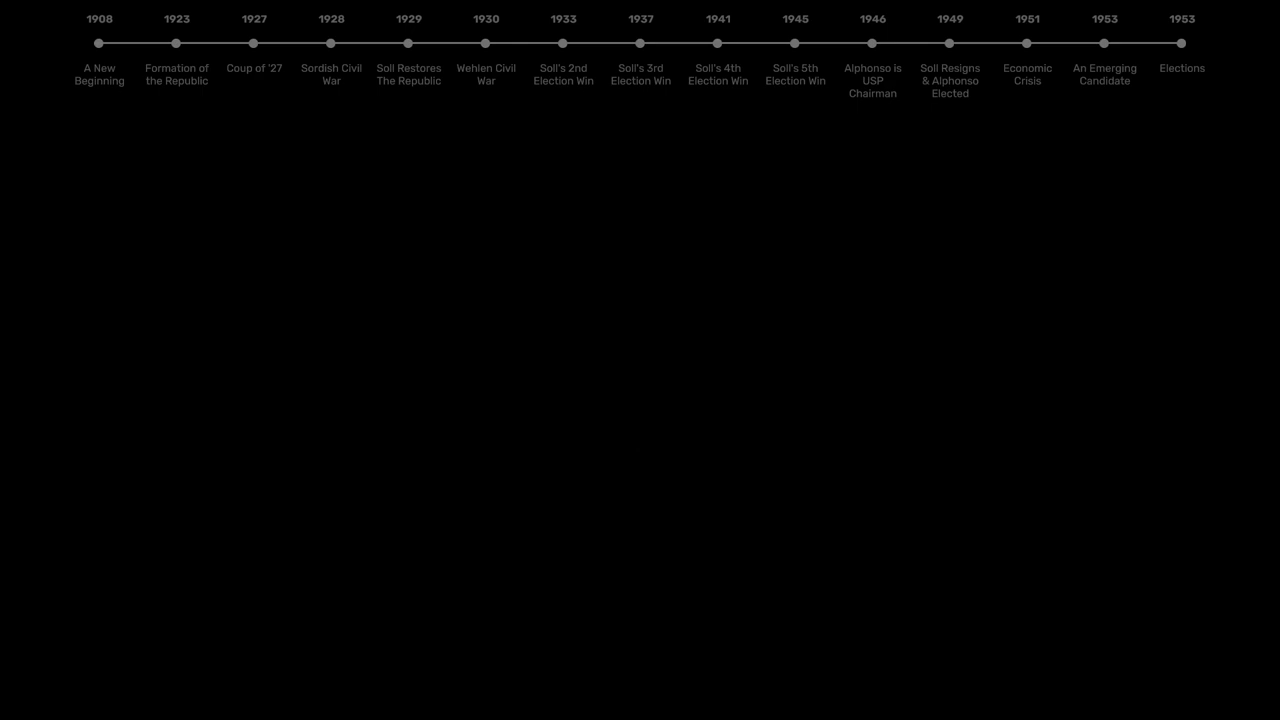 1908 1923 1927 1928 1929 1930 1933 1937 1941 1945 1946 1949 1951 1953 1953
A New
Beginning
Formation of
the Republic
Coup of '27
Sordish Civil
War
Soll Restores
The Republic
Wehlen Civil
War
Soll's 2nd
Election Win
Soll's 3rd
Election Win
Soll's 4th
Election Win
Soll's 5th
Election Win
Alphonso is
USP
Chairman
Soll Resigns
& Alphonso
Elected
Economic
Crisis
An Emerging
Candidate
Elections